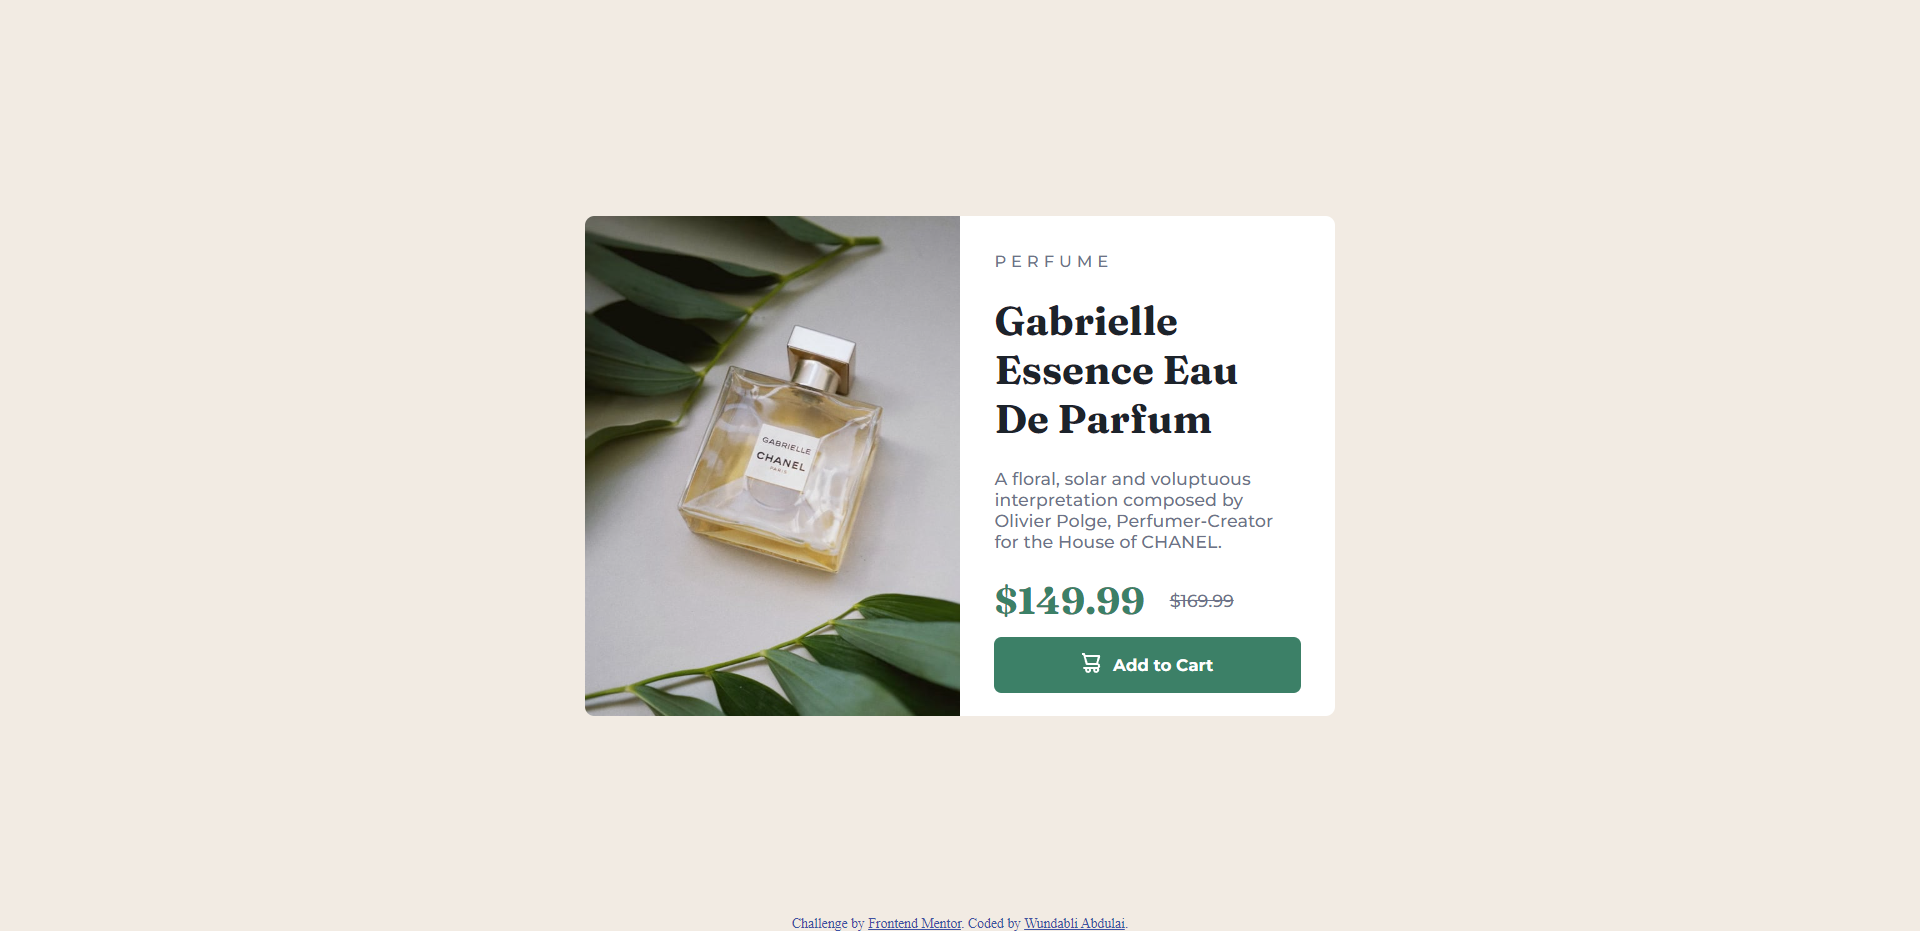 PERFUME
Gabrielle
Essence Eau
De Parfum
GABRIELLE
CHANEL
PARIS
A floral, solar and voluptuous
interpretation composed by
Olivier Polge, Perfumer-Creator
for the House of CHANEL.
$149.99 $169.99
Add to Cart
Challenge by Frontend Mentor. Coded by Wundabli Abdulai.